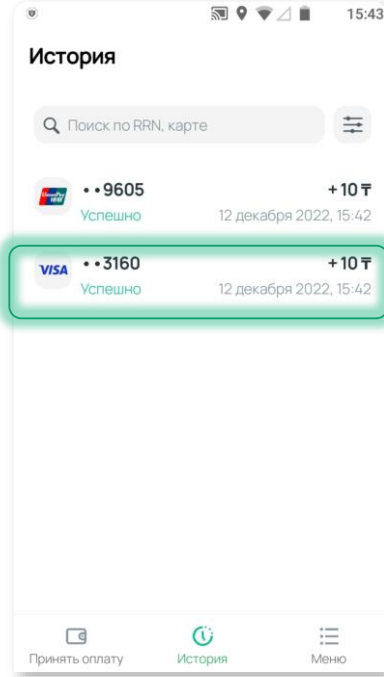 15:43
История
Поиск по RRN, карте
••9605 +10 ₸
UnionPay
Успешно 12 декабря 2022, 15:42
VISA ••3160 +10 ₸
Успешно 12 декабря 2022, 15:42
Принять оплату История Меню